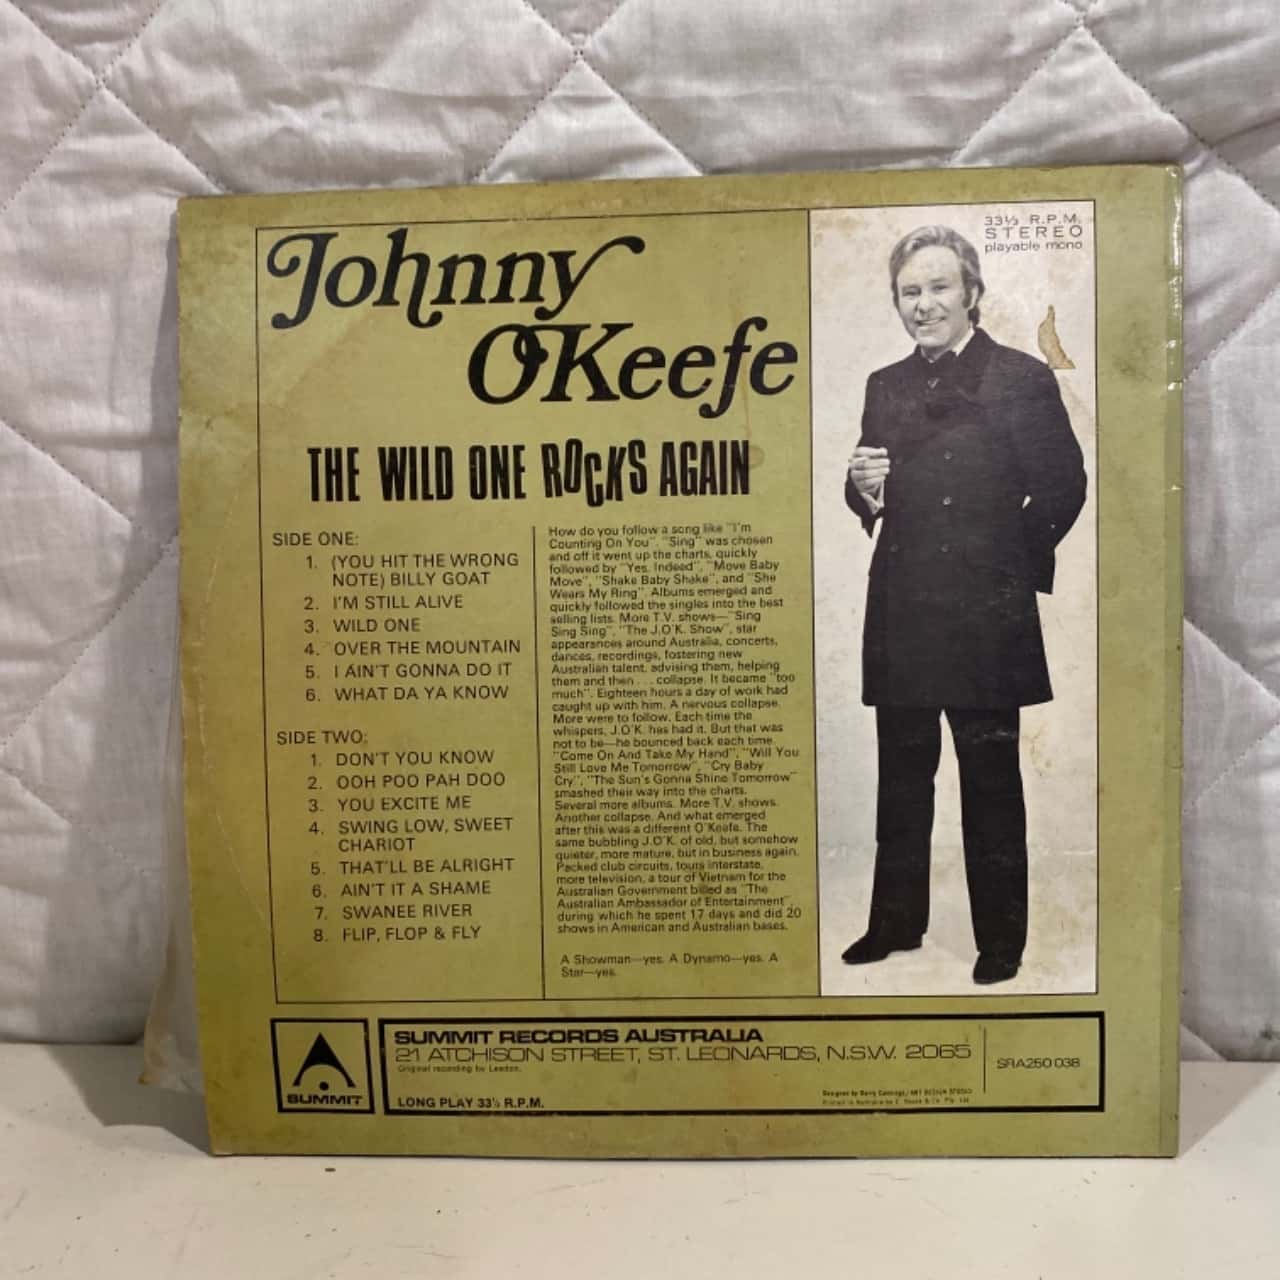 Johnny
O'Keefe
THE WILD ONE ROCKS AGAIN
SIDE ONE:
1. (YOU HIT THE WRONG
NOTE) BILLY GOAT
2. I'M STILL ALIVE
3. WILD ONE
4. OVER THE MOUNTAIN
5. I AIN'T GONNA DO IT
6. WHAT DA YA KNOW
SIDE TWO:
1. DON'T YOU KNOW
2. OOH POO PAH DOO
3. YOU EXCITE ME
4. SWING LOW, SWEET
CHARIOT
5. THAT'LL BE ALRIGHT
6. AIN'T IT A SHAME
7. SWANEE RIVER
8. FLIP, FLOP & FLY
How do you follow a song like "I'm
Counting On You". "Sing" was chosen
and off it went up the charts, quickly
followed by "Yes, Indeed", "Move Baby
Move", "Shake Baby Shake", and "She
Wears My Ring". Albums emerged and
quickly followed the singles into the best
selling lists. More T.V. shows—"Sing
Sing Sing", "The J.O'K. Show", star
appearances around Australia, concerts,
dances, recordings, fostering new
Australian talent, advising them, helping
them and then . . . collapse. It became "too
much". Eighteen hours a day of work had
caught up with him. A nervous collapse.
More were to follow. Each time the
whispers, J.O'K. has had it. But that was
not to be—he bounced back each time.
"Come On And Take My Hand", "Will You
Still Love Me Tomorrow", "Cry Baby
Cry", "The Sun's Gonna Shine Tomorrow"
smashed their way into the charts.
Several more albums. More T.V. shows.
Another collapse. And what emerged
after this was a different O'Keefe. The
same bubbling J.O'K. of old, but somehow
quieter, more mature, but in business again.
Packed club circuits, tours interstate,
more television, a tour of Vietnam for the
Australian Government billed as "The
Australian Ambassador of Entertainment",
during which he spent 17 days and did 20
shows in American and Australian bases.
A Showman—yes. A Dynamo—yes. A
Star—yes.
33⅓ R.P.M.
STEREO
playable mono
SUMMIT
SUMMIT RECORDS AUSTRALIA
21 ATCHISON STREET, ST. LEONARDS, N.S.W. 2065
Original recording by Leedon.
LONG PLAY 33⅓ R.P.M.
SRA250 038
Designed by Barry Cummings/ART DESIGN STUDIO
Printed in Australia by